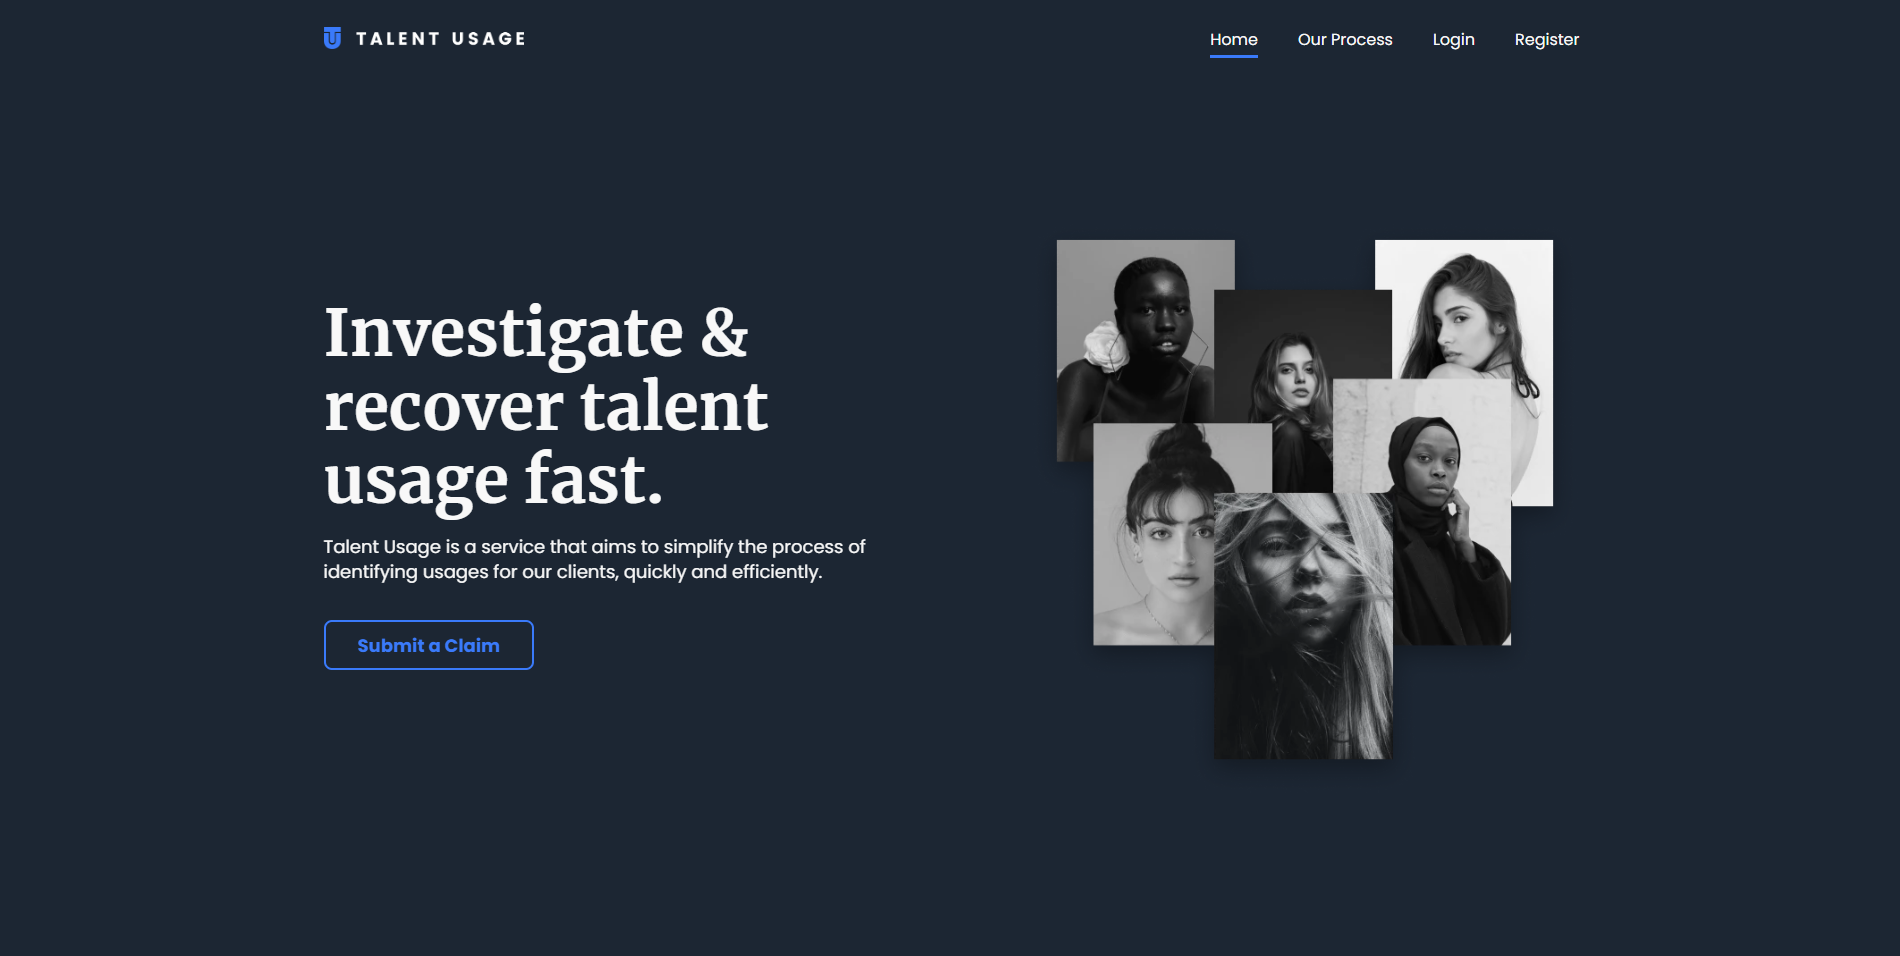 TALENT USAGE
Home
Our Process
Login
Register
Investigate &
recover talent
usage fast.
Talent Usage is a service that aims to simplify the process of
identifying usages for our clients, quickly and efficiently.
Submit a Claim